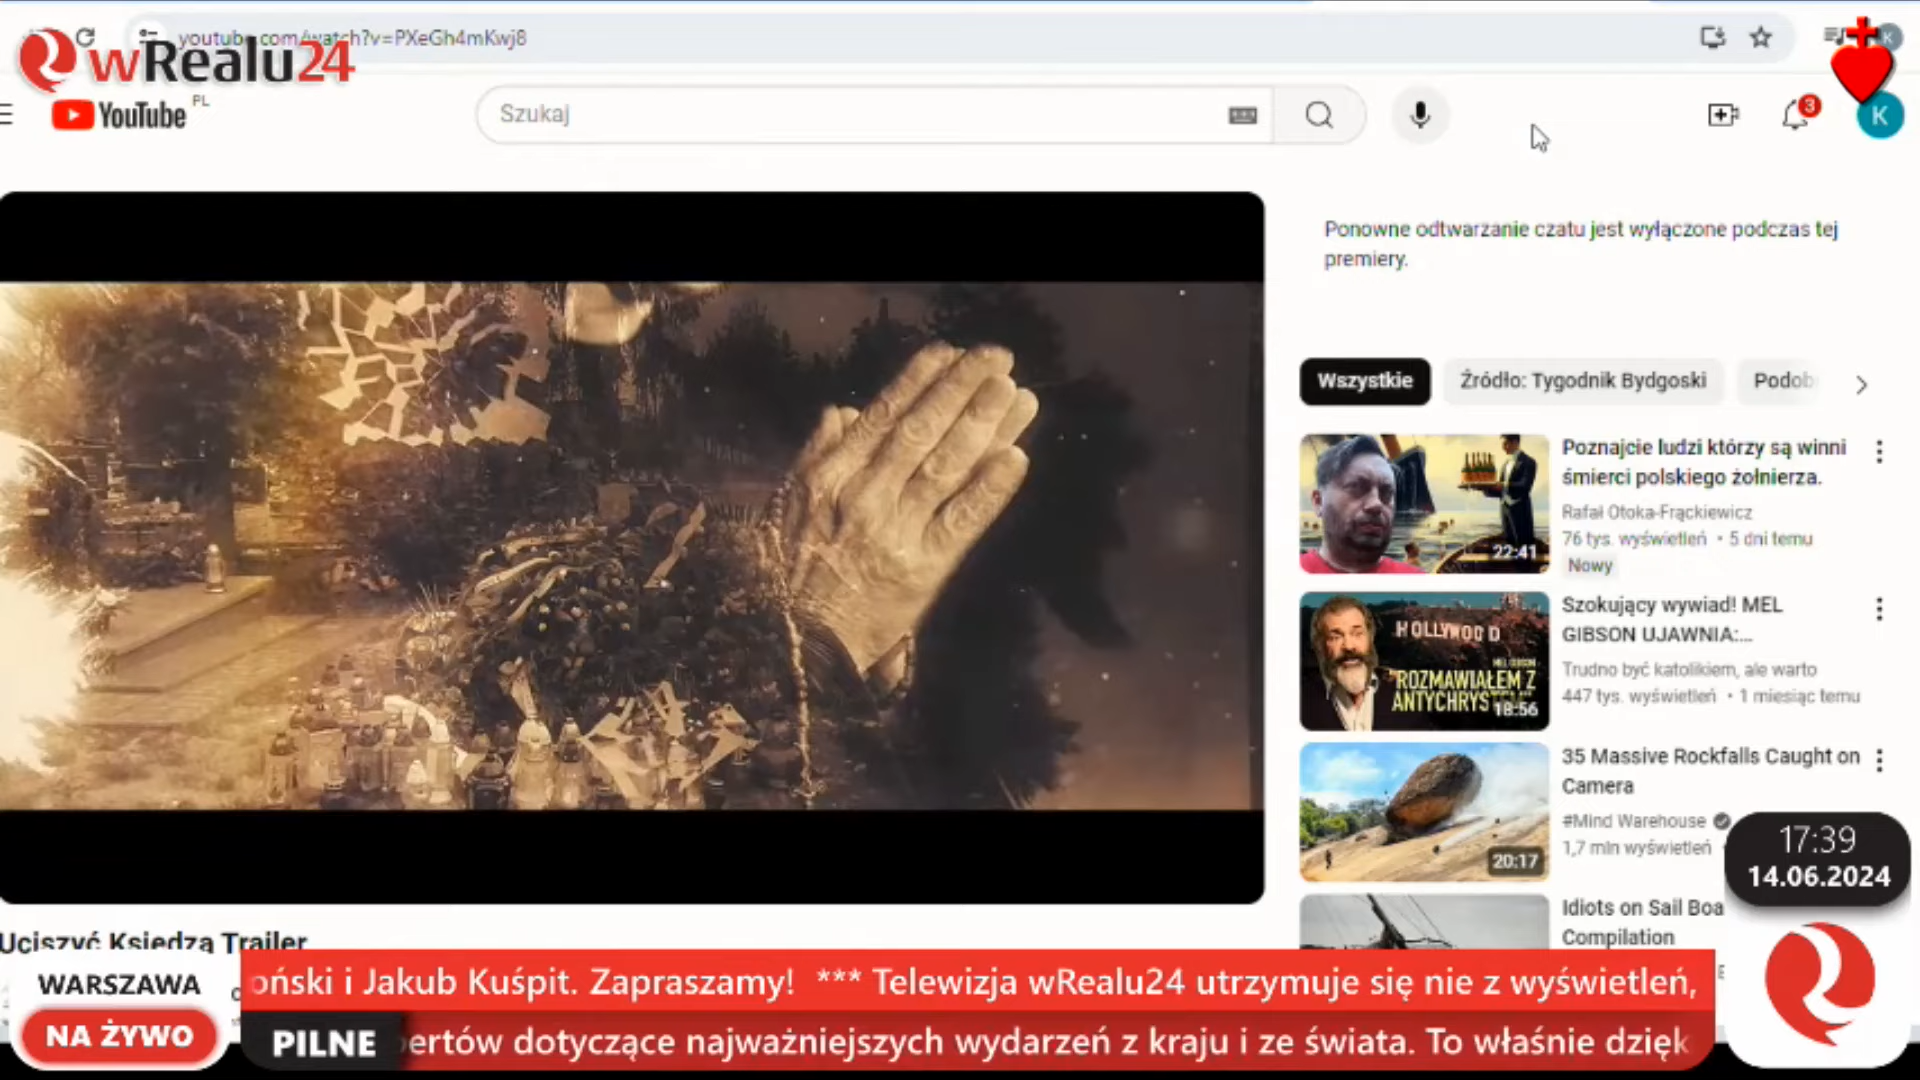 youtube.com/watch?v=PXeGh4mKwj8
wRealu24
YouTube PL
Szukaj
3
K
K
Ponowne odtwarzanie czatu jest wyłączone podczas tej
premiery.
Wszystkie
Źródło: Tygodnik Bydgoski
Podob
Poznajcie ludzi którzy są winni
śmierci polskiego żołnierza.
Rafał Otoka-Frąckiewicz
76 tys. wyświetleń • 5 dni temu
Nowy
22:41
Szokujący wywiad! MEL
GIBSON UJAWNIA:...
Trudno być katolikiem, ale warto
447 tys. wyświetleń • 1 miesiąc temu
HOLLYWOOD
MEL GIBSON
"ROZMAWIAŁEM Z
ANTYCHRYS
18:56
35 Massive Rockfalls Caught on
Camera
#Mind Warehouse
1,7 mln wyświetleń
20:17
Idiots on Sail Boa
Compilation
17:39
14.06.2024
Uciszyć Księdza Trailer
WARSZAWA
NA ŻYWO
oński i Jakub Kuśpit. Zapraszamy! *** Telewizja wRealu24 utrzymuje się nie z wyświetleń,
PILNE
ertów dotyczące najważniejszych wydarzeń z kraju i ze świata. To właśnie dzięk